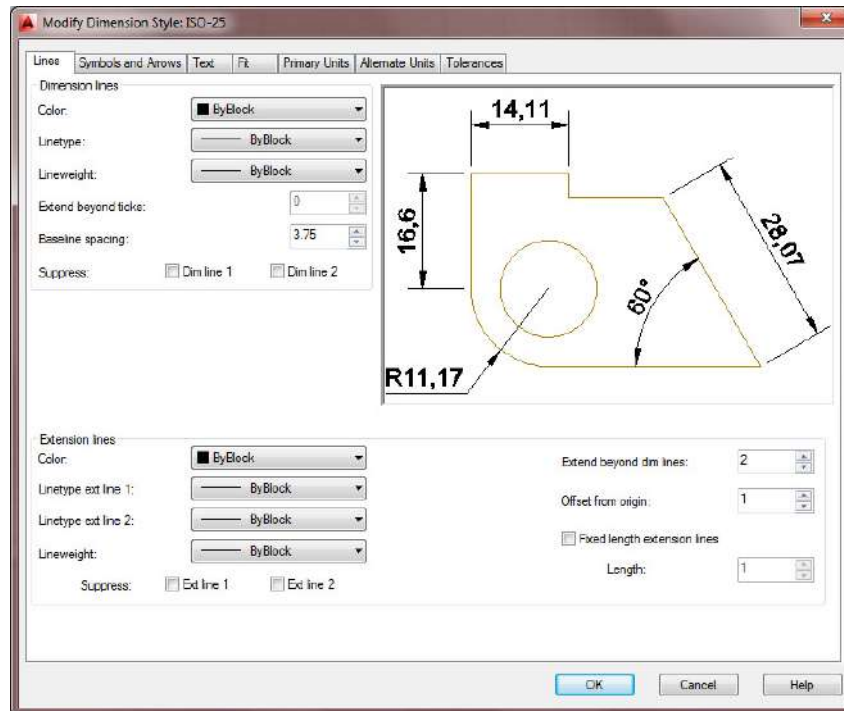 Modify Dimension Style: ISO-25
Lines Symbols and Arrows Text Fit Primary Units Alternate Units Tolerances
Dimension lines
Color: ByBlock
Linetype: ByBlock
Lineweight: ByBlock
Extend beyond ticks: 0
Baseline spacing: 3.75
Suppress: Dim line 1 Dim line 2
14,11
16,6
28,07
60°
R11,17
Extension lines
Color: ByBlock
Linetype ext line 1: ByBlock
Linetype ext line 2: ByBlock
Lineweight: ByBlock
Suppress: Ext line 1 Ext line 2
Extend beyond dim lines: 2
Offset from origin: 1
Fixed length extension lines
Length: 1
OK Cancel Help